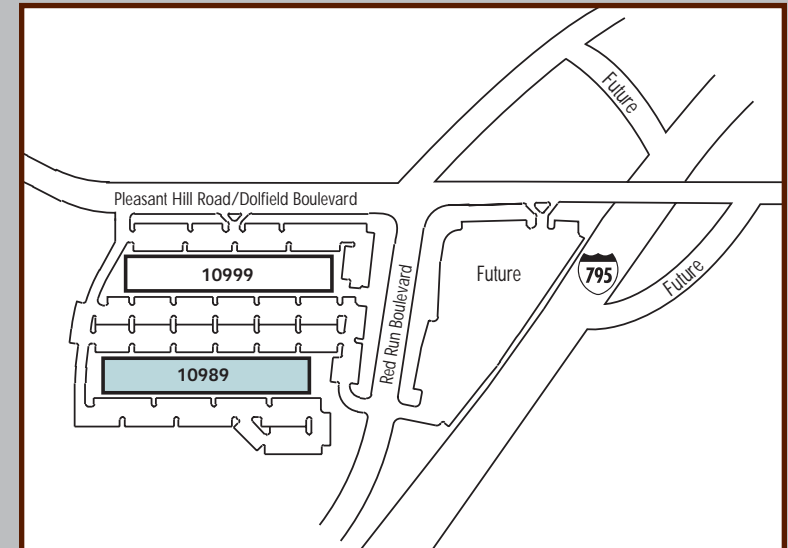 Future
Pleasant Hill Road/Dolfield Boulevard
10999
Red Run Boulevard
Future
795
Future
10989